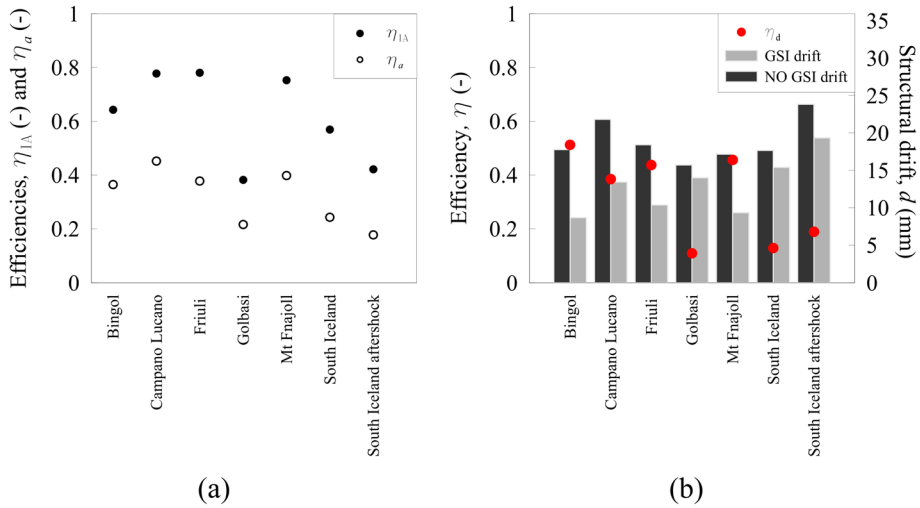 Efficiencies, η1A (-) and ηa (-)
1
0.8
0.6
0.4
0.2
0
η1A
ηa
Bingol
Campano Lucano
Friuli
Golbasi
Mt Fnajoll
South Iceland
South Iceland aftershock
(a)
Efficiency, η (-)
1
0.8
0.6
0.4
0.2
0
ηd
GSI drift
NO GSI drift
35
30
25
20
15
10
5
0
Structural drift, d (mm)
Bingol
Campano Lucano
Friuli
Golbasi
Mt Fnajoll
South Iceland
South Iceland aftershock
(b)